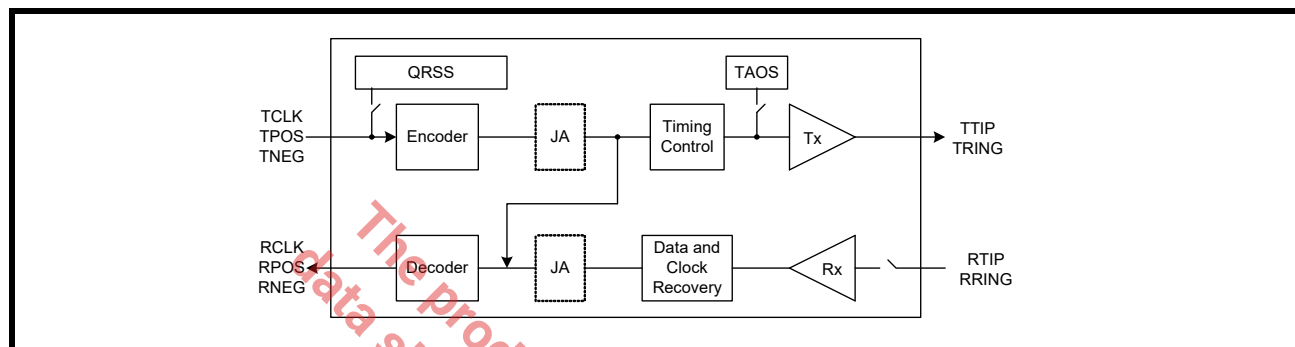 QRSS
TAOS
TCLK
TPOS
TNEG
Encoder
JA
Timing
Control
Tx
TTIP
TRING
RCLK
RPOS
RNEG
Decoder
JA
Data and
Clock
Recovery
Rx
RTIP
RRING
The prod
data s